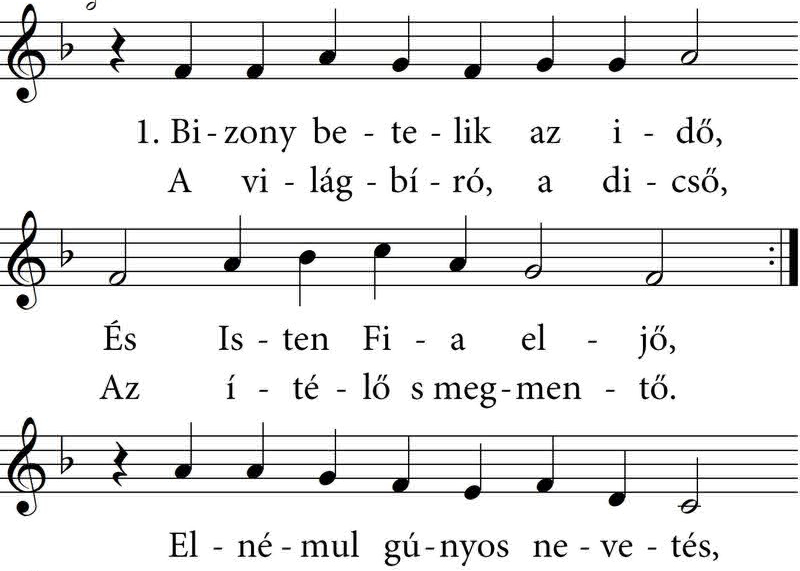 1. Bi - zony be - te - lik az i - dő,
A vi - lág - bí - ró, a di - cső,
És Is - ten Fi - a el - jő,
Az í - té - lő s meg - men - tő.
El - né - mul gú - nyos ne - ve - tés,